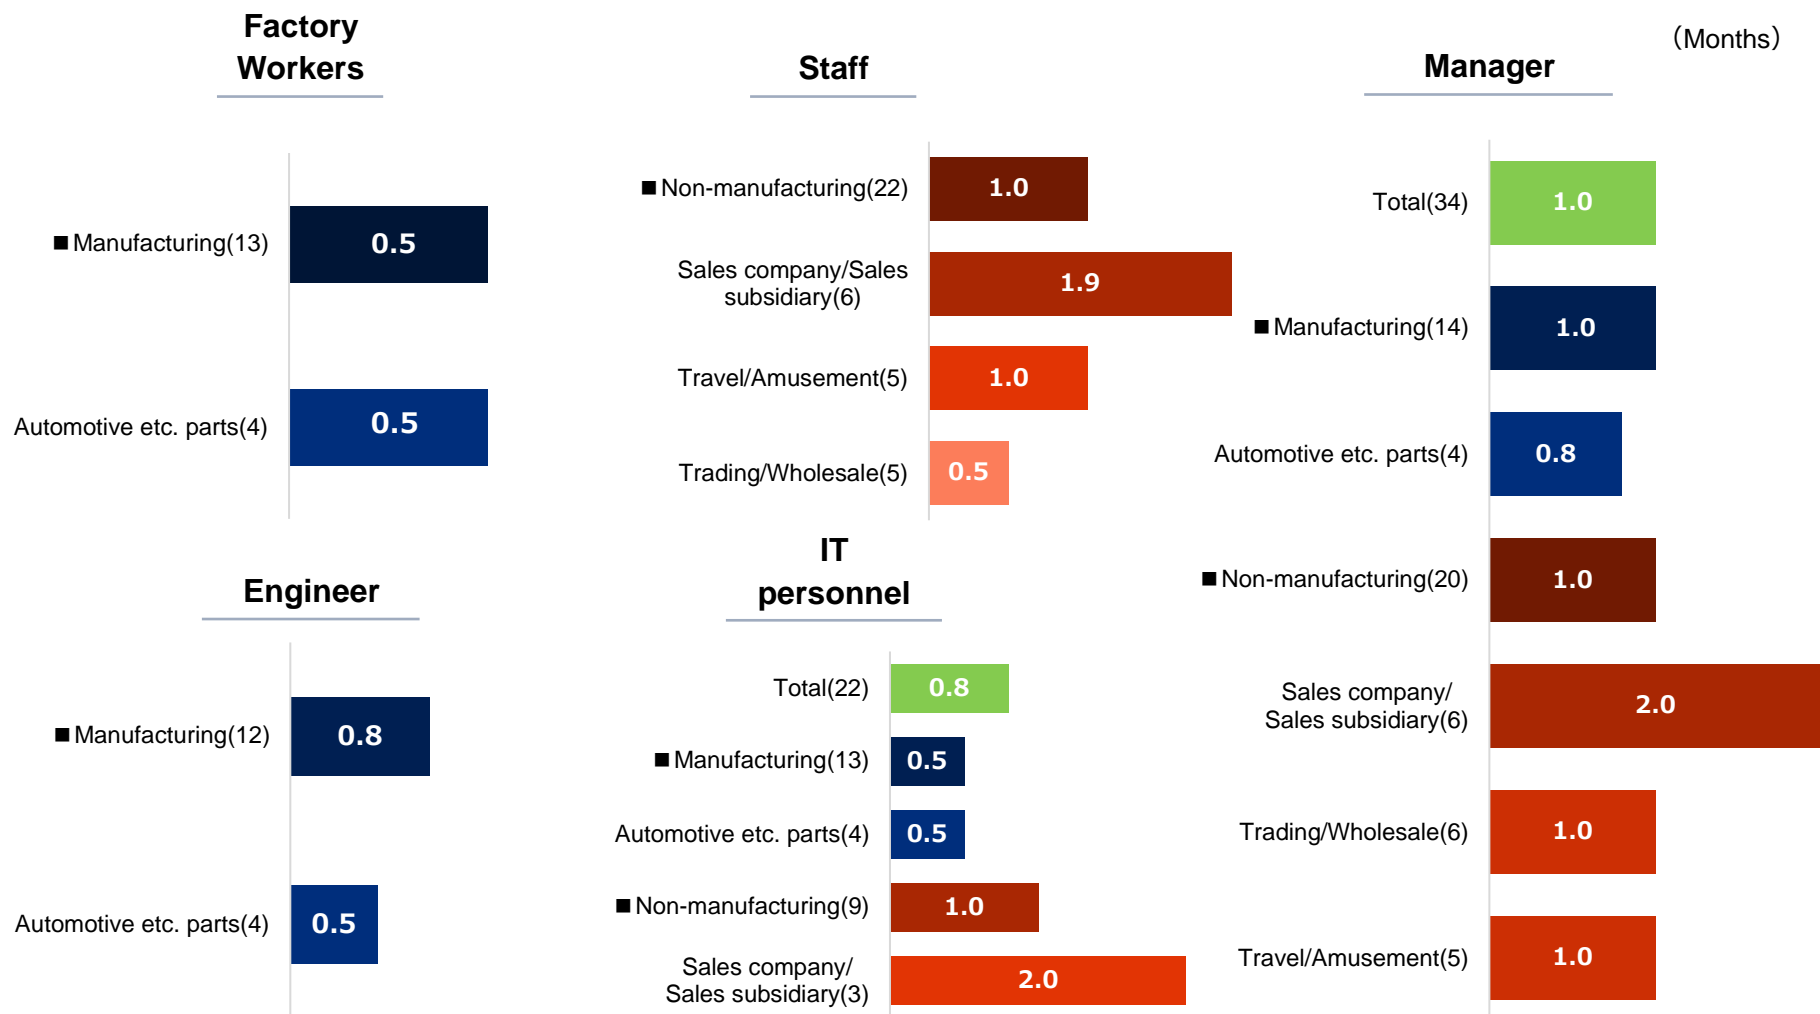 Factory
Workers
■Manufacturing(13)
0.5
Automotive etc. parts(4)
0.5
Engineer
■Manufacturing(12)
0.8
Automotive etc. parts(4)
0.5
Staff
■Non-manufacturing(22)
1.0
Sales company/Sales
subsidiary(6)
1.9
Travel/Amusement(5)
1.0
Trading/Wholesale(5)
0.5
IT
personnel
Total(22)
0.8
■Manufacturing(13)
0.5
Automotive etc. parts(4)
0.5
■Non-manufacturing(9)
1.0
Sales company/
Sales subsidiary(3)
2.0
（Months）
Manager
Total(34)
1.0
■Manufacturing(14)
1.0
Automotive etc. parts(4)
0.8
■Non-manufacturing(20)
1.0
Sales company/
Sales subsidiary(6)
2.0
Trading/Wholesale(6)
1.0
Travel/Amusement(5)
1.0